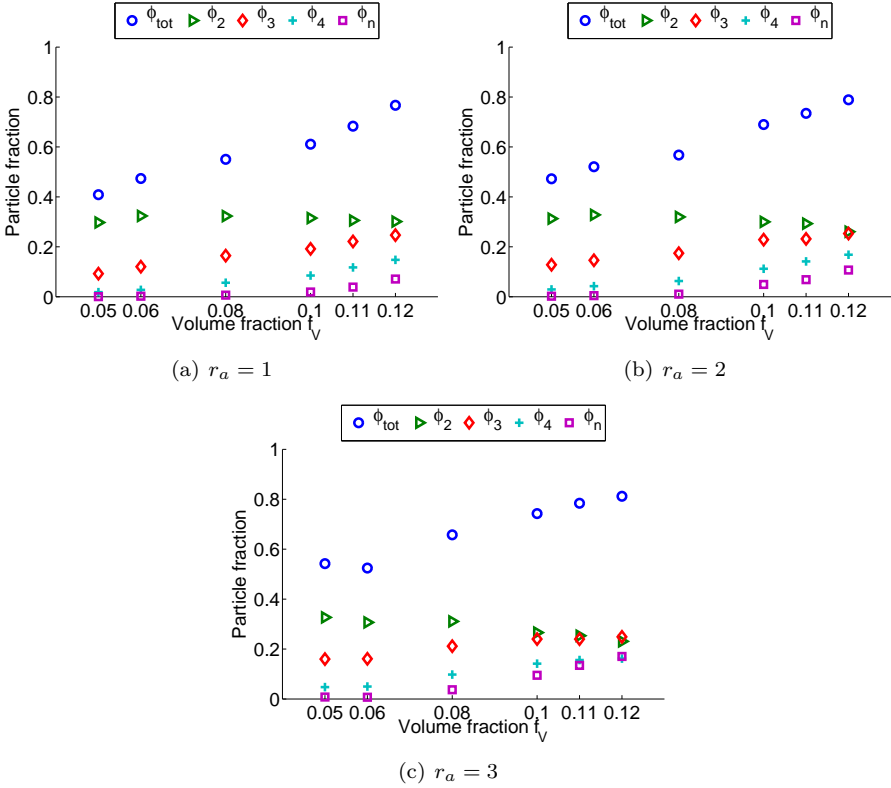 ϕtot ϕ2 ϕ3 ϕ4 ϕn
1
0.8
0.6
0.4
0.2
0
Particle fraction
0.05 0.06 0.08 0.1 0.11 0.12
Volume fraction fV
(a) ra = 1
ϕtot ϕ2 ϕ3 ϕ4 ϕn
1
0.8
0.6
0.4
0.2
0
Particle fraction
0.05 0.06 0.08 0.1 0.11 0.12
Volume fraction fV
(b) ra = 2
ϕtot ϕ2 ϕ3 ϕ4 ϕn
1
0.8
0.6
0.4
0.2
0
Particle fraction
0.05 0.06 0.08 0.1 0.11 0.12
Volume fraction fV
(c) ra = 3